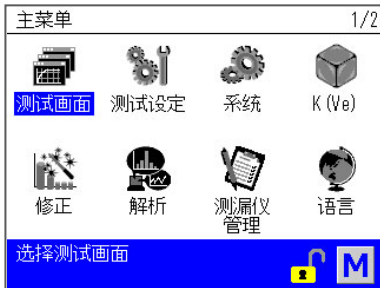 主菜单 1/2
测试画面 测试设定 系统 K(Ve)
修正 解析 测漏仪 语言
管理
选择测试画面
M